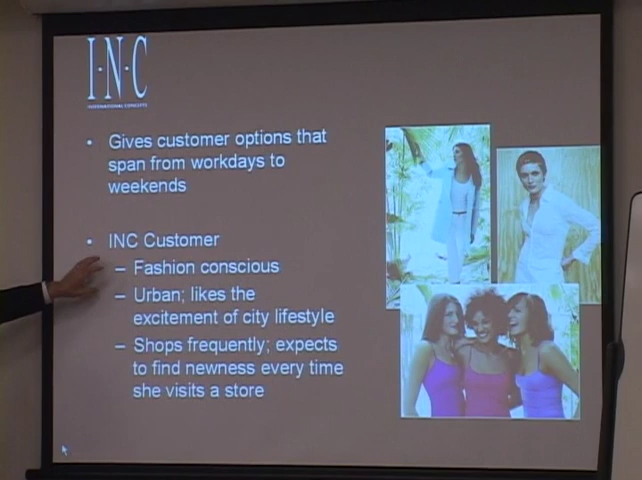 I·N·C
INTERNATIONAL CONCEPTS
• Gives customer options that
span from workdays to
weekends
• INC Customer
– Fashion conscious
– Urban; likes the
excitement of city lifestyle
– Shops frequently; expects
to find newness every time
she visits a store